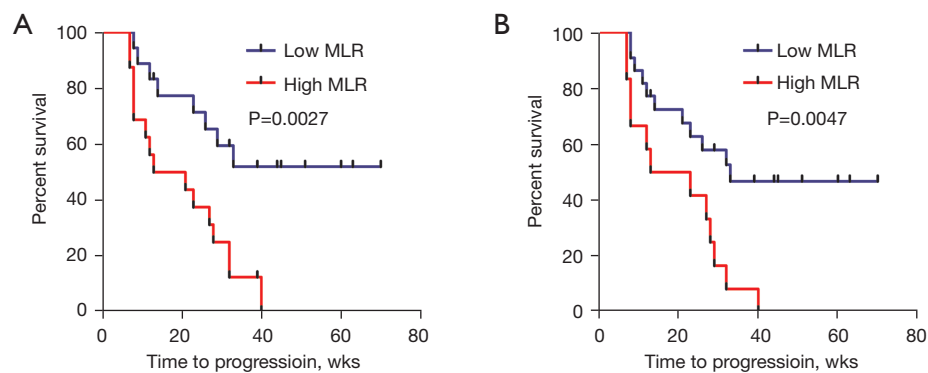 A
Percent survival
100
80
60
40
20
0
0 20 40 60 80
Time to progressioin, wks
Low MLR
High MLR
P=0.0027
B
Percent survival
100
80
60
40
20
0
0 20 40 60 80
Time to progressioin, wks
Low MLR
High MLR
P=0.0047